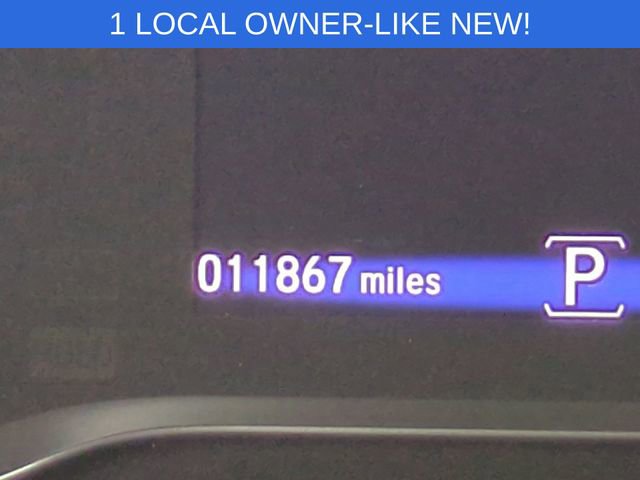 1 LOCAL OWNER-LIKE NEW!
011867 miles P